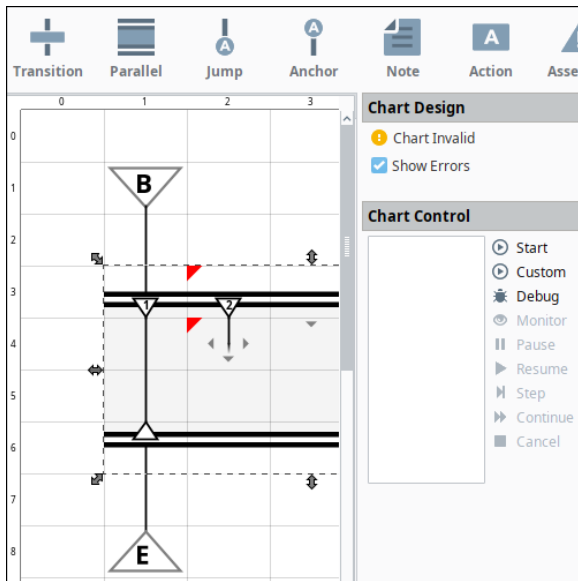 Transition Parallel Jump Anchor Note Action Asse
A A A
0 1 2 3
Chart Design
Chart Invalid
Show Errors
Chart Control
Start
Custom
Debug
Monitor
Pause
Resume
Step
Continue
Cancel
0
1
2
3
4
5
6
7
8
B
1 2
E